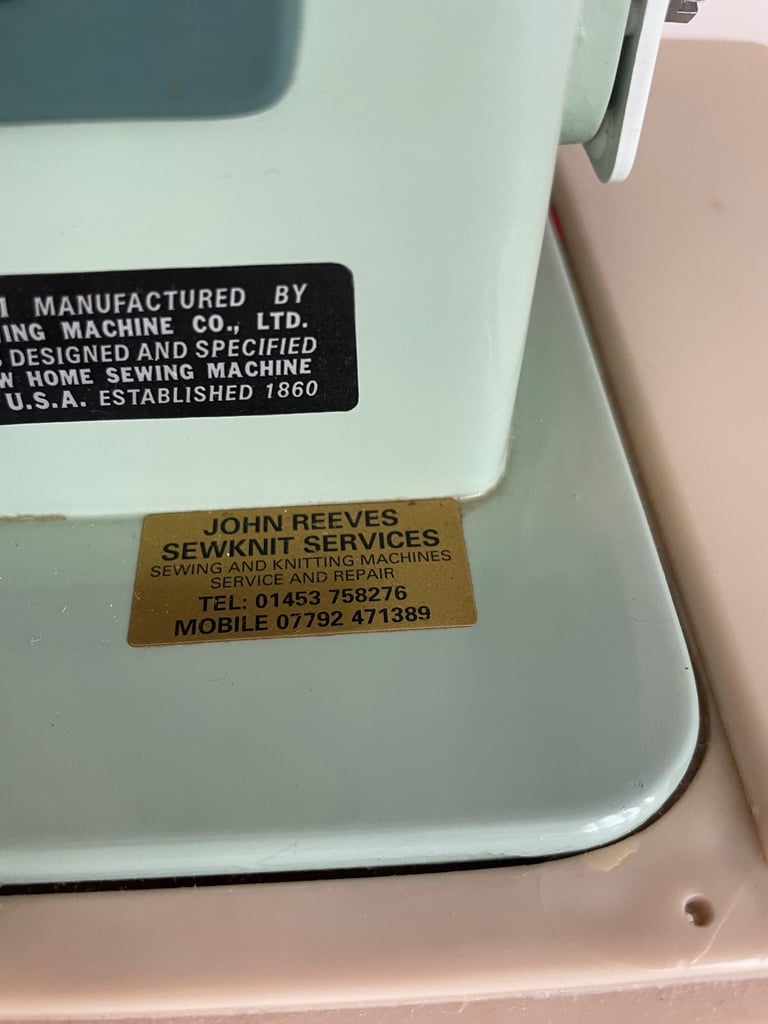 MANUFACTURED BY
MACHINE CO., LTD.
DESIGNED AND SPECIFIED
HOME SEWING MACHINE
U.S.A. ESTABLISHED 1860
JOHN REEVES
SEWKNIT SERVICES
SEWING AND KNITTING MACHINES
SERVICE AND REPAIR
TEL: 01453 758276
MOBILE 07792 471389